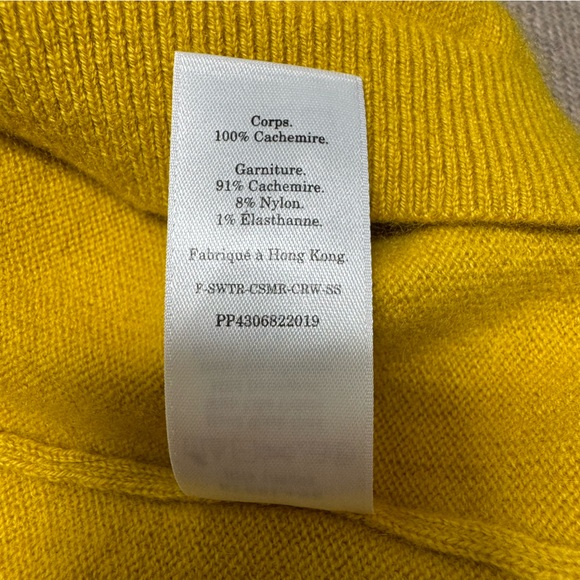 Corps.
100% Cachemire.
Garniture.
91% Cachemire.
8% Nylon.
1% Élasthanne.
Fabriqué à Hong Kong.
F-SWTR-CSMR-CRW-SS
PP4306822019